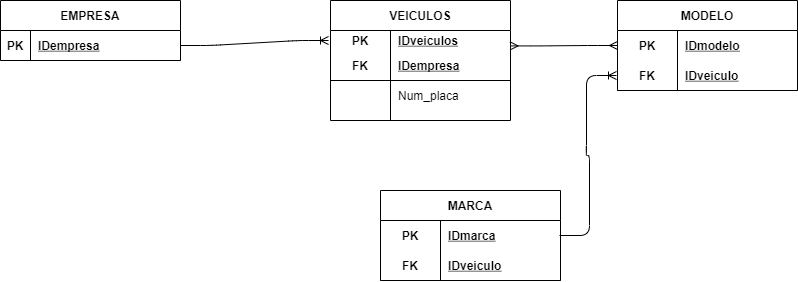 EMPRESA
PK IDempresa
VEICULOS
PK IDveiculos
FK IDempresa
Num_placa
MODELO
PK IDmodelo
FK IDveiculo
MARCA
PK IDmarca
FK IDveiculo